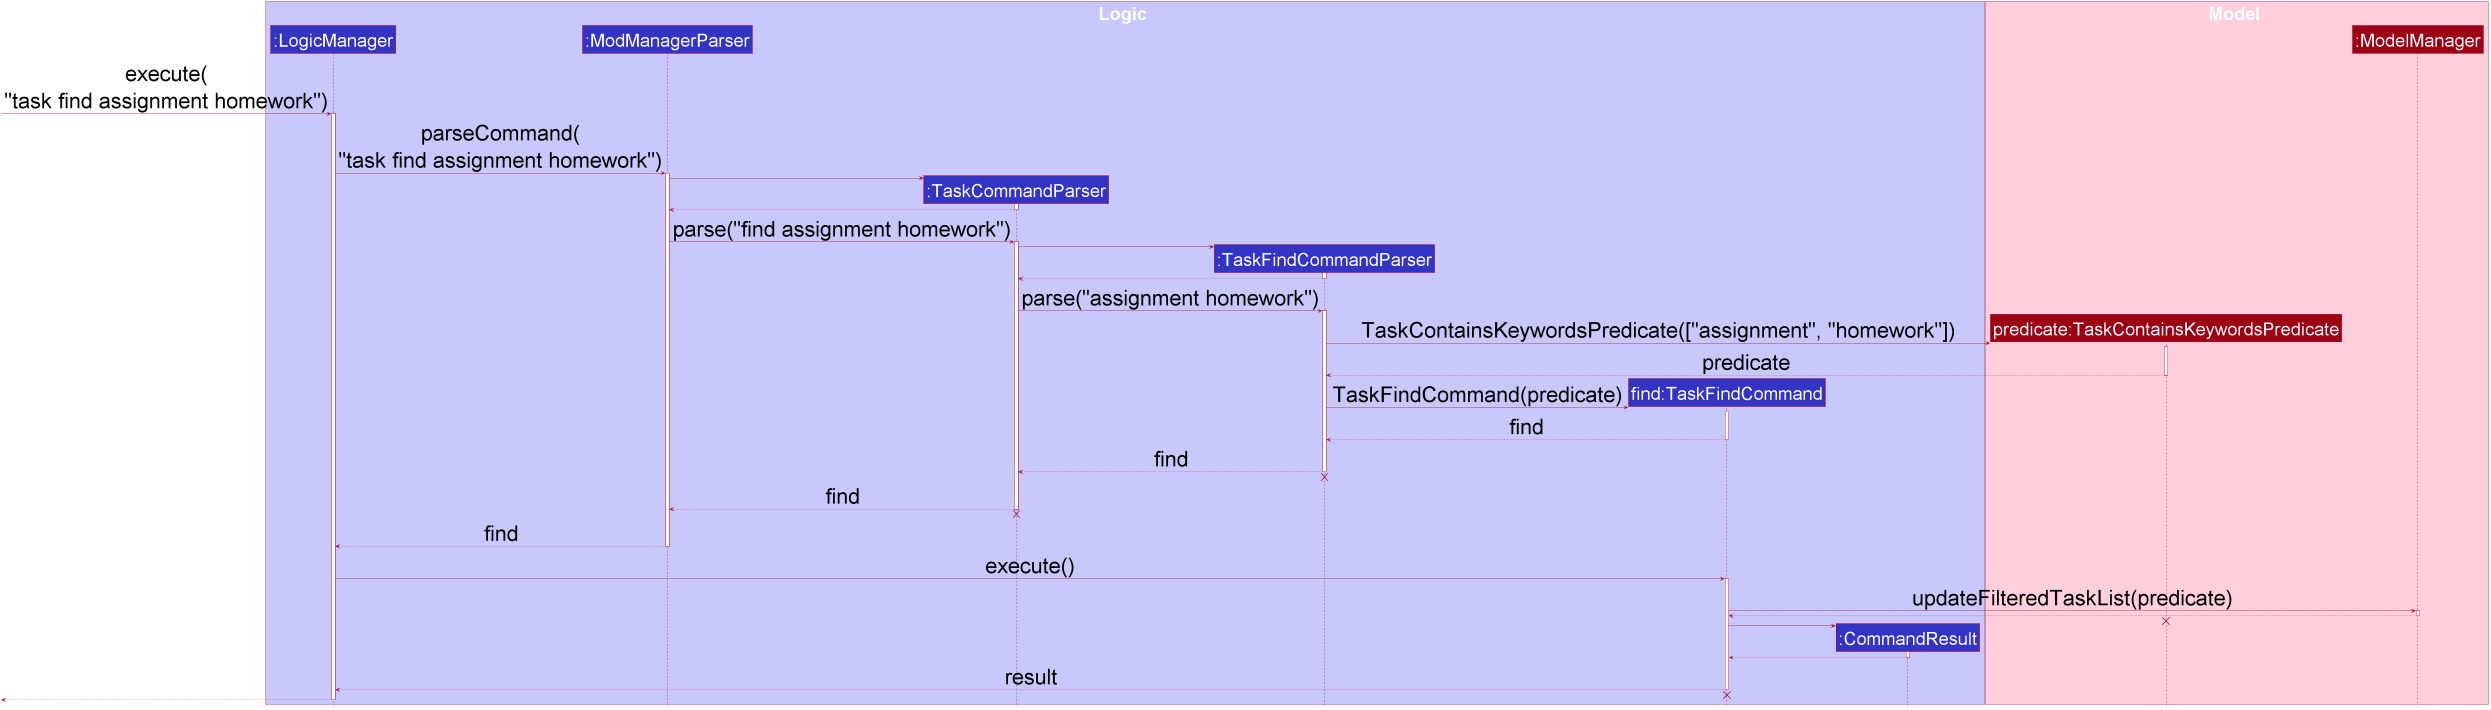 Logic
Model
:LogicManager
:ModManagerParser
:ModelManager
execute(
"task find assignment homework")
parseCommand(
"task find assignment homework")
:TaskCommandParser
parse("find assignment homework")
:TaskFindCommandParser
parse("assignment homework")
TaskContainsKeywordsPredicate(["assignment", "homework"])
predicate:TaskContainsKeywordsPredicate
predicate
TaskFindCommand(predicate)
find:TaskFindCommand
find
find
find
find
execute()
updateFilteredTaskList(predicate)
:CommandResult
result